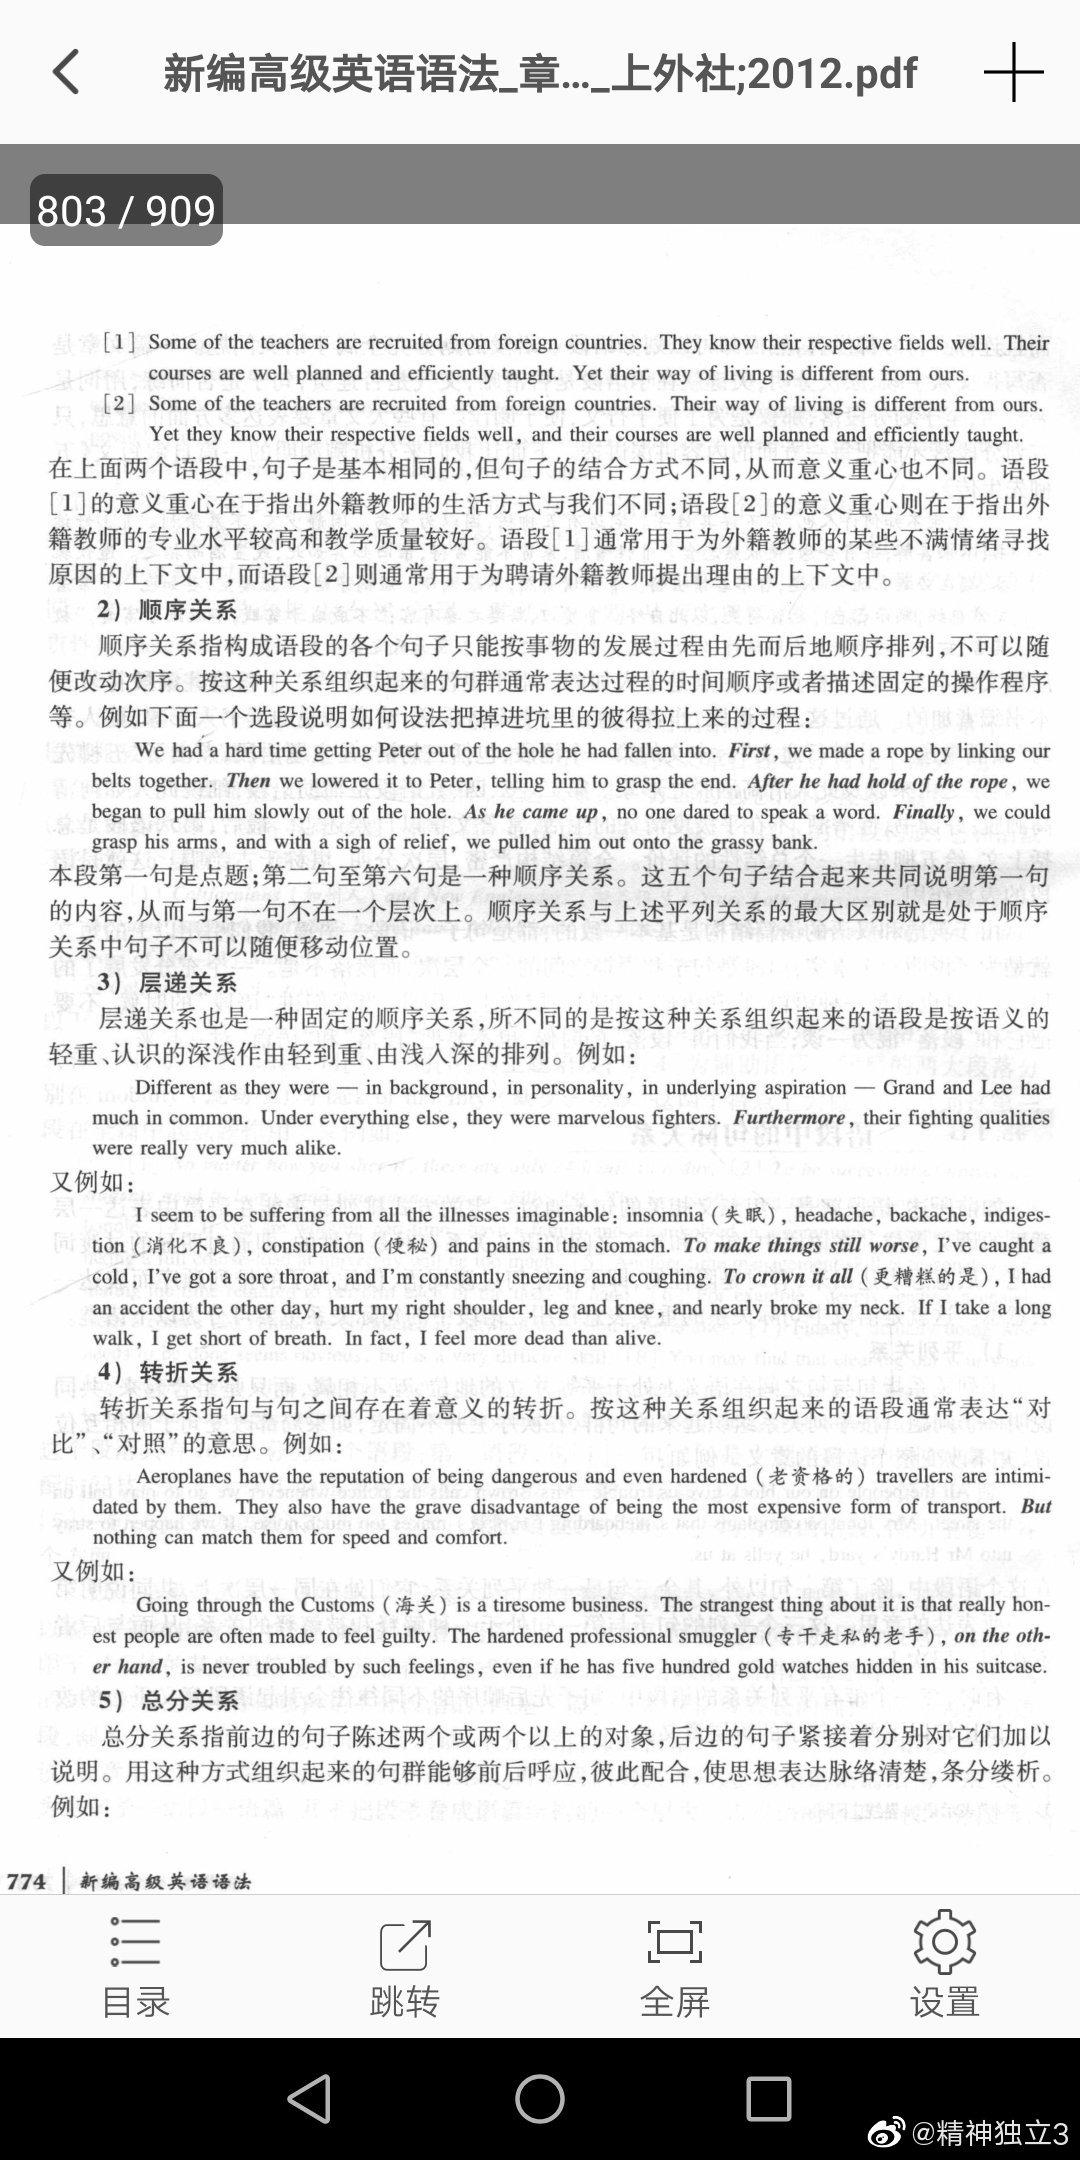 新编高级英语语法_章..._上外社;2012.pdf
803 / 909
[1] Some of the teachers are recruited from foreign countries. They know their respective fields well. Their
courses are well planned and efficiently taught. Yet their way of living is different from ours.
[2] Some of the teachers are recruited from foreign countries. Their way of living is different from ours.
Yet they know their respective fields well, and their courses are well planned and efficiently taught.
在上面两个语段中,句子是基本相同的,但句子的结合方式不同,从而意义重心也不同。语段
[1]的意义重心在于指出外籍教师的生活方式与我们不同;语段[2]的意义重心则在于指出外
籍教师的专业水平较高和教学质量较好。语段[1]通常用于为外籍教师的某些不满情绪寻找
原因的上下文中,而语段[2]则通常用于为聘请外籍教师提出理由的上下文中。
2) 顺序关系
顺序关系指构成语段的各个句子只能按事物的发展过程由先而后地顺序排列,不可以随
便改动次序。按这种关系组织起来的句群通常表达过程的时间顺序或者描述固定的操作程序
等。例如下面一个选段说明如何设法把掉进坑里的彼得拉上来的过程:
We had a hard time getting Peter out of the hole he had fallen into. First, we made a rope by linking our
belts together. Then we lowered it to Peter, telling him to grasp the end. After he had hold of the rope, we
began to pull him slowly out of the hole. As he came up, no one dared to speak a word. Finally, we could
grasp his arms, and with a sigh of relief, we pulled him out onto the grassy bank.
本段第一句是点题;第二句至第六句是一种顺序关系。这五个句子结合起来共同说明第一句
的内容,从而与第一句不在一个层次上。顺序关系与上述平列关系的最大区别就是处于顺序
关系中句子不可以随便移动位置。
3) 层递关系
层递关系也是一种固定的顺序关系,所不同的是按这种关系组织起来的语段是按语义的
轻重、认识的深浅作由轻到重、由浅入深的排列。例如:
Different as they were — in background, in personality, in underlying aspiration — Grand and Lee had
much in common. Under everything else, they were marvelous fighters. Furthermore, their fighting qualities
were really very much alike.
又例如:
I seem to be suffering from all the illnesses imaginable: insomnia (失眠), headache, backache, indiges-
tion (消化不良), constipation (便秘) and pains in the stomach. To make things still worse, I've caught a
cold, I've got a sore throat, and I'm constantly sneezing and coughing. To crown it all (更糟糕的是), I had
an accident the other day, hurt my right shoulder, leg and knee, and nearly broke my neck. If I take a long
walk, I get short of breath. In fact, I feel more dead than alive.
4) 转折关系
转折关系指句与句之间存在着意义的转折。按这种关系组织起来的语段通常表达“对
比”、“对照”的意思。例如:
Aeroplanes have the reputation of being dangerous and even hardened (老资格的) travellers are intimi-
dated by them. They also have the grave disadvantage of being the most expensive form of transport. But
nothing can match them for speed and comfort.
又例如:
Going through the Customs (海关) is a tiresome business. The strangest thing about it is that really hon-
est people are often made to feel guilty. The hardened professional smuggler (专干走私的老手), on the oth-
er hand, is never troubled by such feelings, even if he has five hundred gold watches hidden in his suitcase.
5) 总分关系
总分关系指前边的句子陈述两个或两个以上的对象,后边的句子紧接着分别对它们加以
说明。用这种方式组织起来的句群能够前后呼应,彼此配合,使思想表达脉络清楚,条分缕析。
例如:
774 | 新编高级英语语法
目录 跳转 全屏 设置
@精神独立3